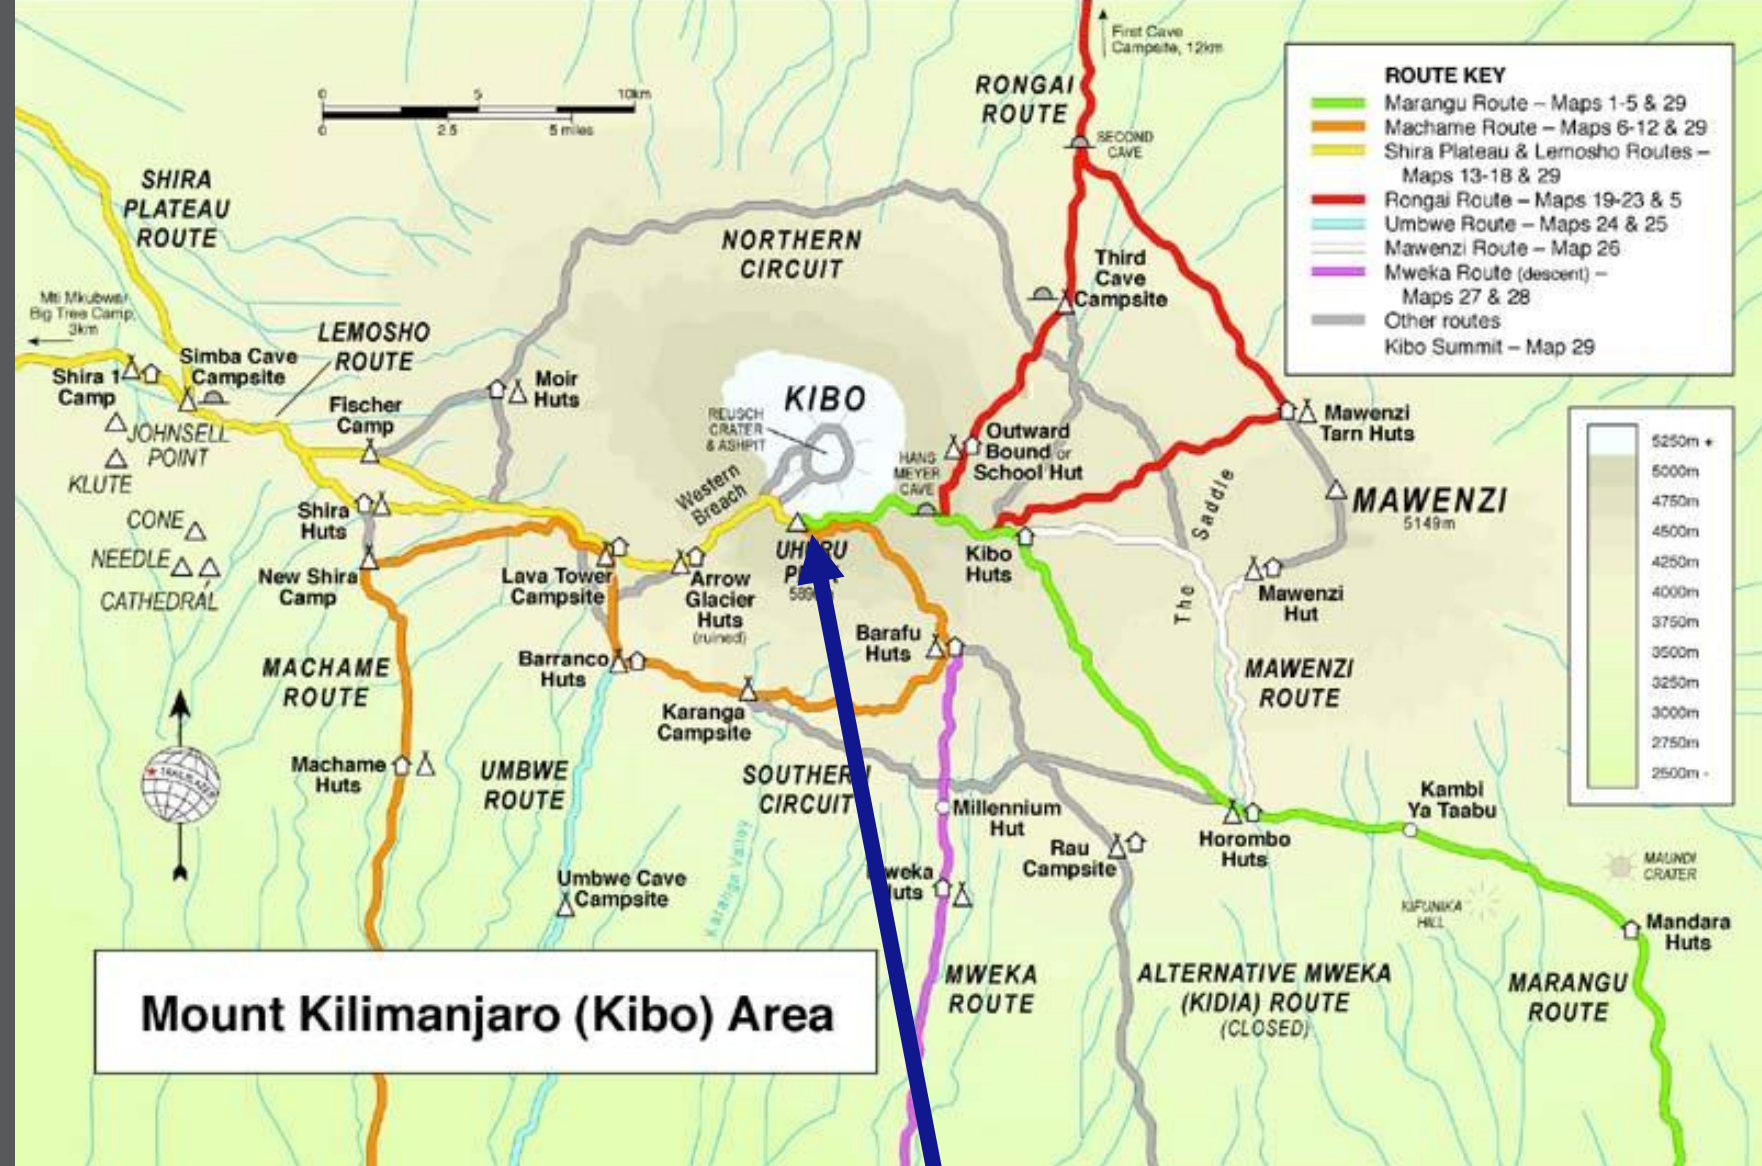 First Cave
Campsite, 12km
RONGAI
ROUTE
SECOND
CAVE
ROUTE KEY
Marangu Route – Maps 1-5 & 29
Machame Route – Maps 6-12 & 29
Shira Plateau & Lemosho Routes –
Maps 13-18 & 29
Rongai Route – Maps 19-23 & 5
Umbwe Route – Maps 24 & 25
Mawenzi Route – Map 26
Mweka Route (descent) –
Maps 27 & 28
Other routes
Kibo Summit – Map 29
0 5 10km
0 2.5 5 miles
SHIRA
PLATEAU
ROUTE
NORTHERN
CIRCUIT
Third
Cave
Campsite
Mti Mkubwa/
Big Tree Camp,
3km
LEMOSHO
ROUTE
Simba Cave
Campsite
Shira 1
Camp
Fischer
Camp
Moir
Huts
KIBO
REUSCH
CRATER
& ASHPIT
JOHNSELL
POINT
KLUTE
HANS
MEYER
CAVE
Outward
Bound or
School Hut
Mawenzi
Tarn Huts
5250m +
5000m
4750m
4500m
4250m
4000m
3750m
3500m
3250m
3000m
2750m
2500m -
Western
Breach
The Saddle
MAWENZI
5149m
CONE
NEEDLE
CATHEDRAL
Shira
Huts
New Shira
Camp
Lava Tower
Campsite
Arrow
Glacier
Huts
(ruined)
Kibo
Huts
Mawenzi
Hut
Barafu
Huts
MACHAME
ROUTE
Barranco
Huts
Karanga
Campsite
MAWENZI
ROUTE
TRAILBLAZER
Machame
Huts
UMBWE
ROUTE
SOUTHERN
CIRCUIT
Millennium
Hut
Kambi
Ya Taabu
Horombo
Huts
Rau
Campsite
MAUNDI
CRATER
Karanga Valley
Umbwe Cave
Campsite
KIFUNIKA
HILL
Mandara
Huts
Mount Kilimanjaro (Kibo) Area
MWEKA
ROUTE
ALTERNATIVE MWEKA
(KIDIA) ROUTE
(CLOSED)
MARANGU
ROUTE